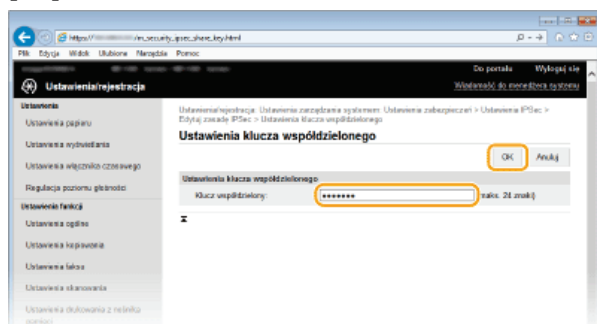 https://
/m_security_ipsec_share_key.html
Plik Edycja Widok Ulubione Narzędzia Pomoc
Do portalu Wyloguj się
Ustawienia/rejestracja
Wiadomość do menedżera systemu
Ustawienia
Ustawienia papieru
Ustawienia wyświetlania
Ustawienia włącznika czasowego
Regulacja poziomu głośności
Ustawienia funkcji
Ustawienia ogólne
Ustawienia kopiowania
Ustawienia faksu
Ustawienia skanowania
Ustawienia drukowania z nośnika
pamięci
Ustawienia/rejestracja: Ustawienia zarządzania systemem: Ustawienia zabezpieczeń > Ustawienia IPSec >
Edytuj zasadę IPSec > Ustawienia klucza współdzielonego
Ustawienia klucza współdzielonego
OK Anuluj
Ustawienia klucza współdzielonego
Klucz współdzielony: ••••••• maks. 24 znaki)